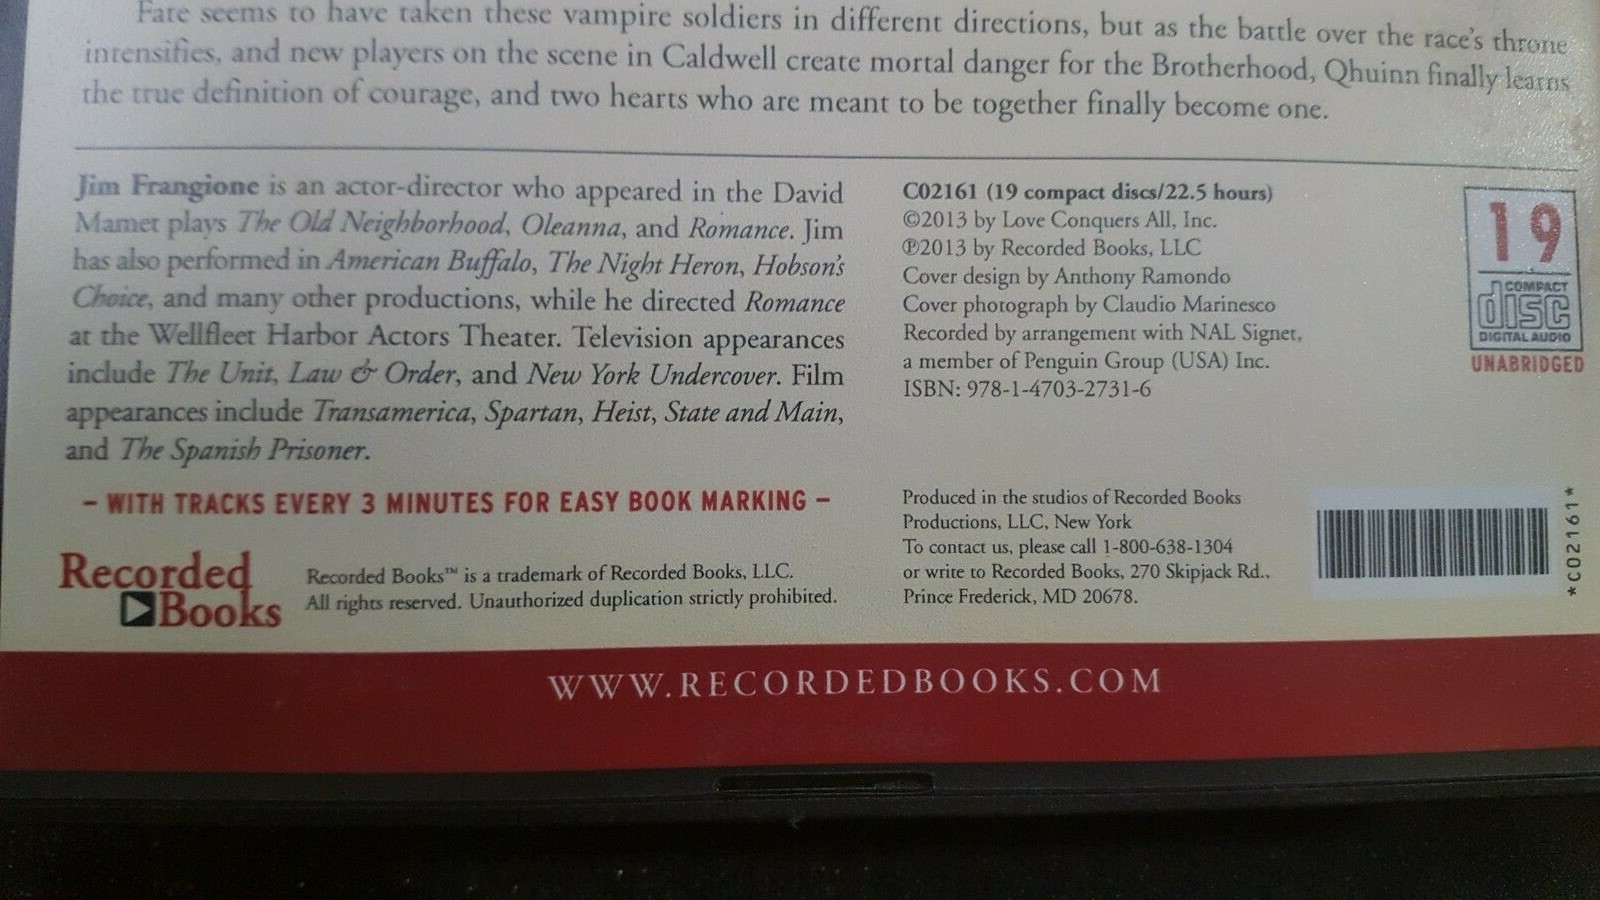 Fate seems to have taken these vampire soldiers in different directions, but as the battle over the race's throne
intensifies, and new players on the scene in Caldwell create mortal danger for the Brotherhood, Qhuinn finally learns
the true definition of courage, and two hearts who are meant to be together finally become one.
Jim Frangione is an actor-director who appeared in the David
Mamet plays The Old Neighborhood, Oleanna, and Romance. Jim
has also performed in American Buffalo, The Night Heron, Hobson's
Choice, and many other productions, while he directed Romance
at the Wellfleet Harbor Actors Theater. Television appearances
include The Unit, Law & Order, and New York Undercover. Film
appearances include Transamerica, Spartan, Heist, State and Main,
and The Spanish Prisoner.
– WITH TRACKS EVERY 3 MINUTES FOR EASY BOOK MARKING –
Recorded
Books
Recorded Books™ is a trademark of Recorded Books, LLC.
All rights reserved. Unauthorized duplication strictly prohibited.
C02161 (19 compact discs/22.5 hours)
©2013 by Love Conquers All, Inc.
℗2013 by Recorded Books, LLC
Cover design by Anthony Ramondo
Cover photograph by Claudio Marinesco
Recorded by arrangement with NAL Signet,
a member of Penguin Group (USA) Inc.
ISBN: 978-1-4703-2731-6
Produced in the studios of Recorded Books
Productions, LLC, New York
To contact us, please call 1-800-638-1304
or write to Recorded Books, 270 Skipjack Rd.,
Prince Frederick, MD 20678.
19
COMPACT
disc
DIGITAL AUDIO
UNABRIDGED
*C02161*
WWW.RECORDEDBOOKS.COM